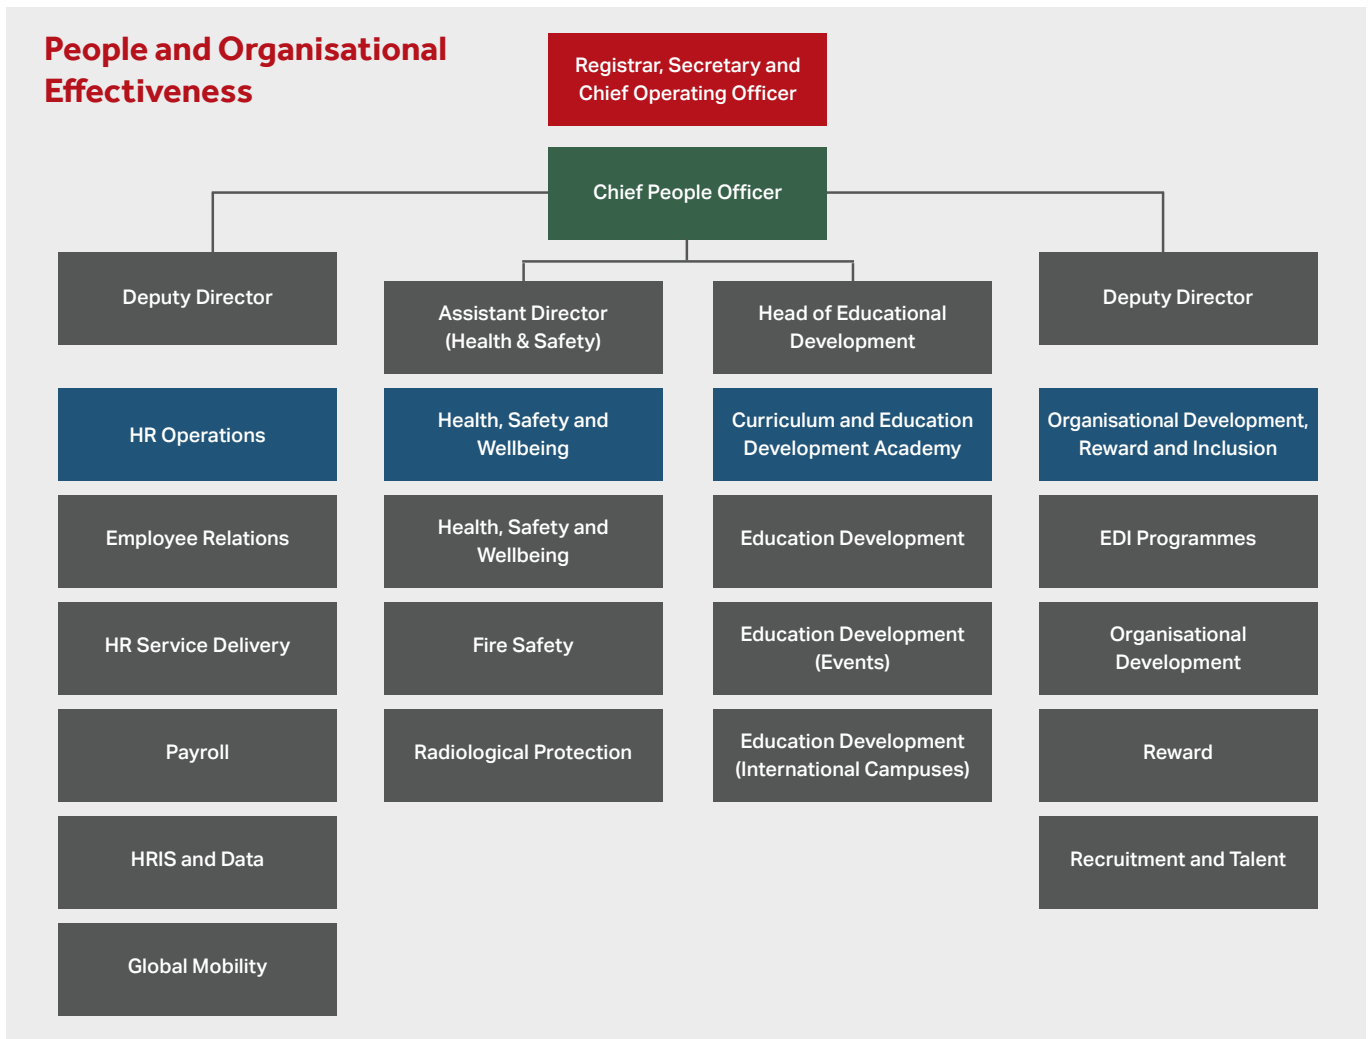 People and Organisational
Effectiveness
Registrar, Secretary and
Chief Operating Officer
Chief People Officer
Deputy Director
Assistant Director
(Health & Safety)
Head of Educational
Development
Deputy Director
HR Operations
Health, Safety and
Wellbeing
Curriculum and Education
Development Academy
Organisational Development,
Reward and Inclusion
Employee Relations
Health, Safety and
Wellbeing
Education Development
EDI Programmes
HR Service Delivery
Fire Safety
Education Development
(Events)
Organisational
Development
Payroll
Radiological Protection
Education Development
(International Campuses)
Reward
HRIS and Data
Recruitment and Talent
Global Mobility